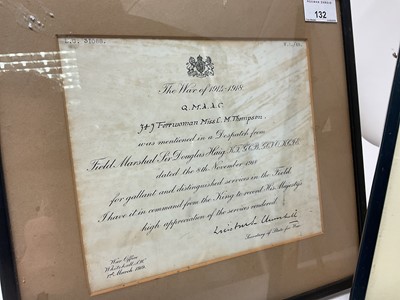 132
L.G. 31088.
The War of 1914-1918.
Q.M.A.A.C.
Forewoman Miss C. M. Thompson
was mentioned in a Despatch from
Field Marshal Sir Douglas Haig, K.T. G.C.B. G.C.V.O. K.C.I.E.
dated the 8th November 1918
for gallant and distinguished services in the Field.
I have it in command from the King to record His Majesty's
high appreciation of the services rendered.
Winston S. Churchill
Secretary of State for War
War Office
Whitehall, S.W.
1st March 1919.